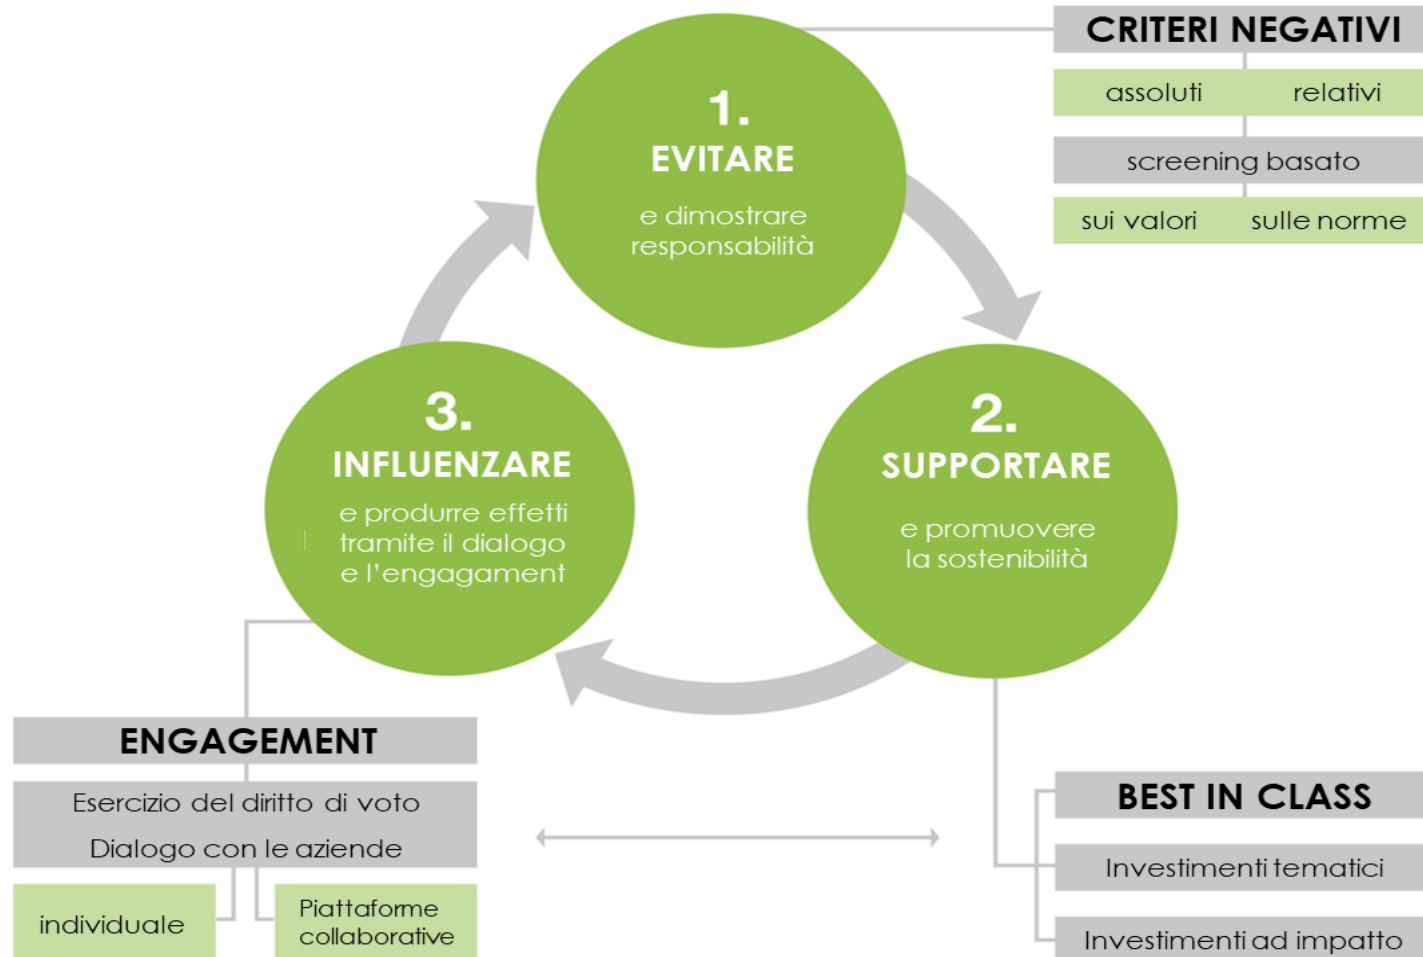 CRITERI NEGATIVI
assoluti relativi
screening basato
sui valori sulle norme
1.
EVITARE
e dimostrare
responsabilità
2.
SUPPORTARE
e promuovere
la sostenibilità
3.
INFLUENZARE
e produrre effetti
tramite il dialogo
e l'engagament
ENGAGEMENT
Esercizio del diritto di voto
Dialogo con le aziende
individuale
Piattaforme
collaborative
BEST IN CLASS
Investimenti tematici
Investimenti ad impatto